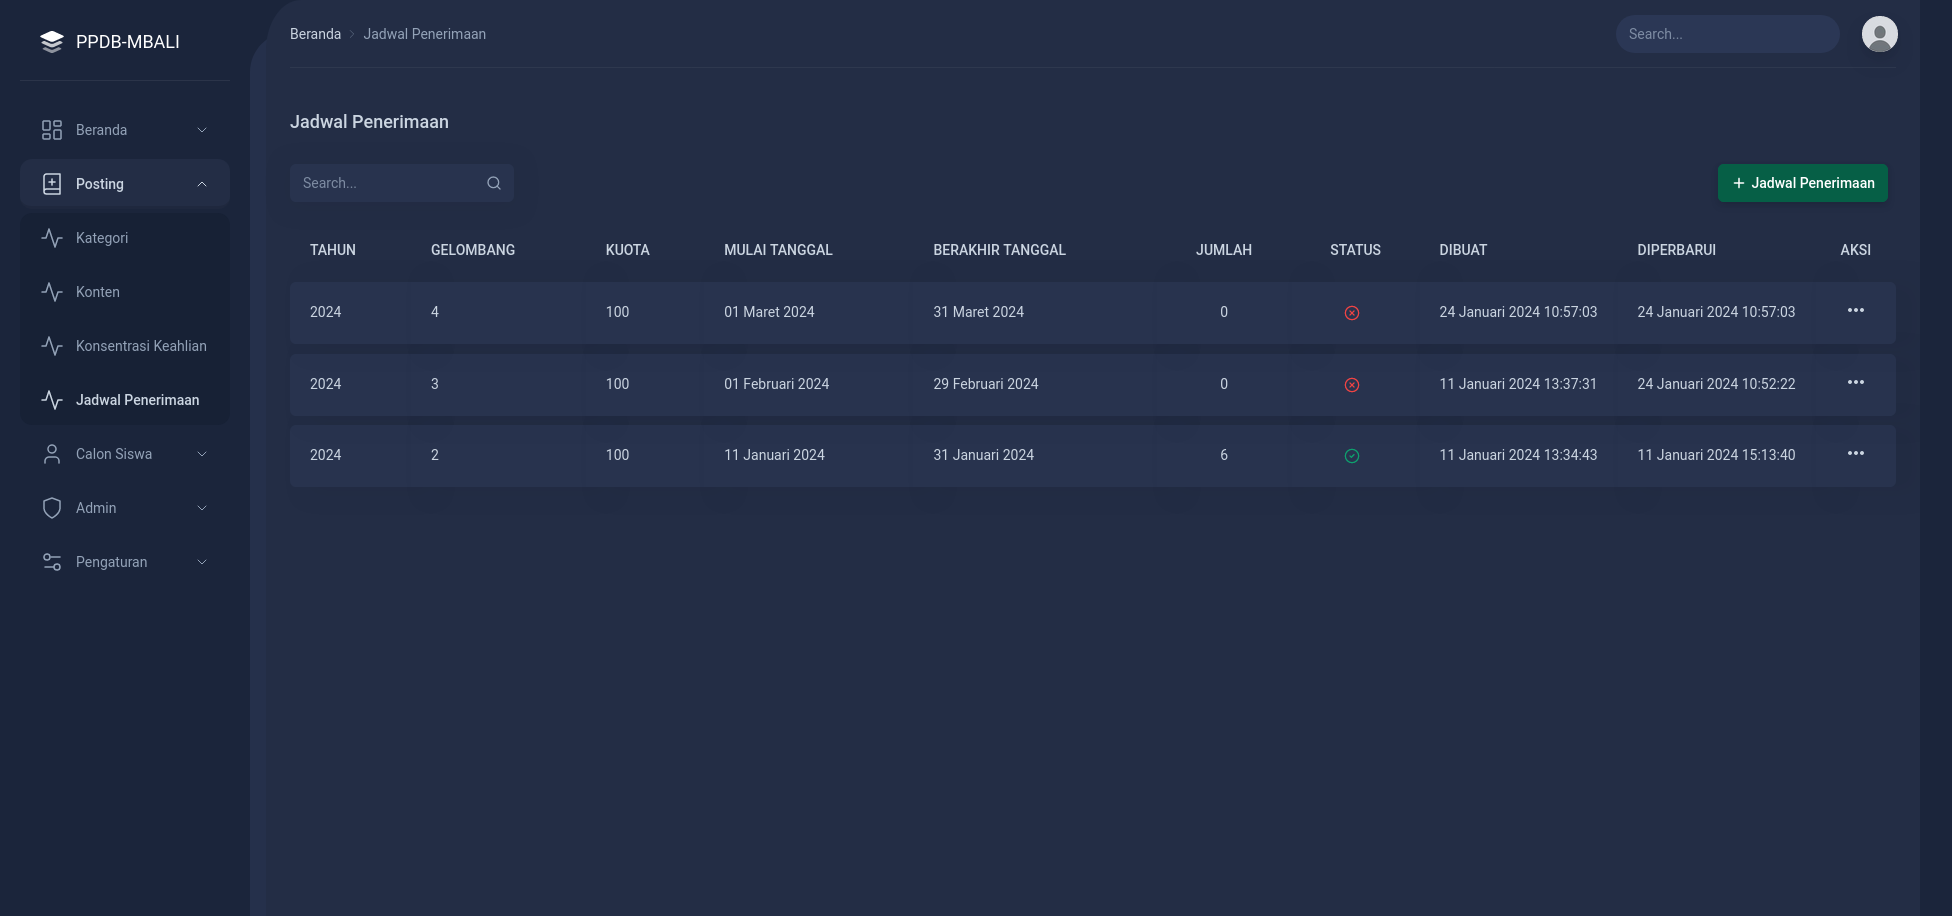 PPDB-MBALI
Beranda
Posting
Kategori
Konten
Konsentrasi Keahlian
Jadwal Penerimaan
Calon Siswa
Admin
Pengaturan
Beranda Jadwal Penerimaan
Search...
Jadwal Penerimaan
Search...
+ Jadwal Penerimaan
TAHUN GELOMBANG KUOTA MULAI TANGGAL BERAKHIR TANGGAL JUMLAH STATUS DIBUAT DIPERBARUI AKSI
2024 4 100 01 Maret 2024 31 Maret 2024 0 24 Januari 2024 10:57:03 24 Januari 2024 10:57:03
2024 3 100 01 Februari 2024 29 Februari 2024 0 11 Januari 2024 13:37:31 24 Januari 2024 10:52:22
2024 2 100 11 Januari 2024 31 Januari 2024 6 11 Januari 2024 13:34:43 11 Januari 2024 15:13:40